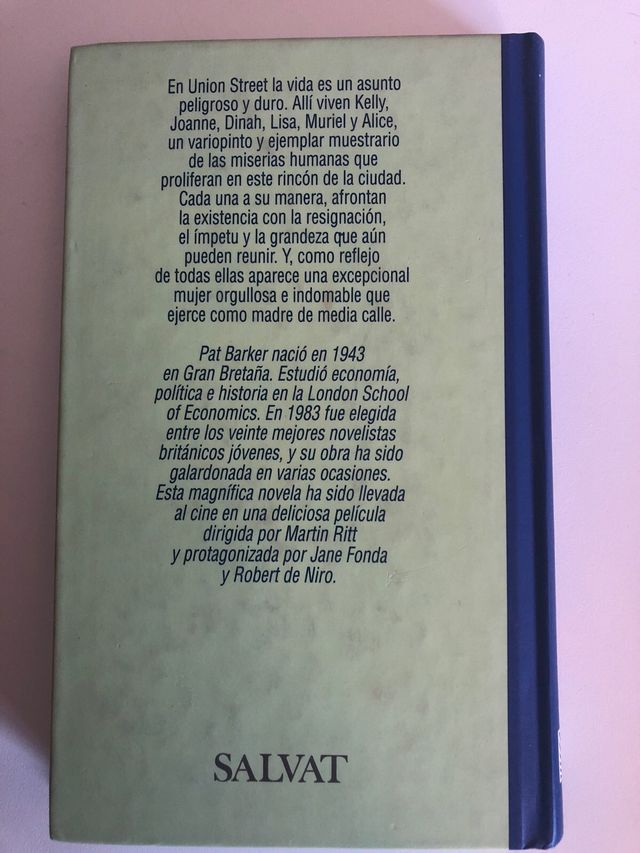 En Union Street la vida es un asunto
peligroso y duro. Allí viven Kelly,
Joanne, Dinah, Lisa, Muriel y Alice,
un variopinto y ejemplar muestrario
de las miserias humanas que
proliferan en este rincón de la ciudad.
Cada una a su manera, afrontan
la existencia con la resignación,
el ímpetu y la grandeza que aún
pueden reunir. Y, como reflejo
de todas ellas aparece una excepcional
mujer orgullosa e indomable que
ejerce como madre de media calle.
Pat Barker nació en 1943
en Gran Bretaña. Estudió economía,
política e historia en la London School
of Economics. En 1983 fue elegida
entre los veinte mejores novelistas
británicos jóvenes, y su obra ha sido
galardonada en varias ocasiones.
Esta magnífica novela ha sido llevada
al cine en una deliciosa película
dirigida por Martin Ritt
y protagonizada por Jane Fonda
y Robert de Niro.
SALVAT